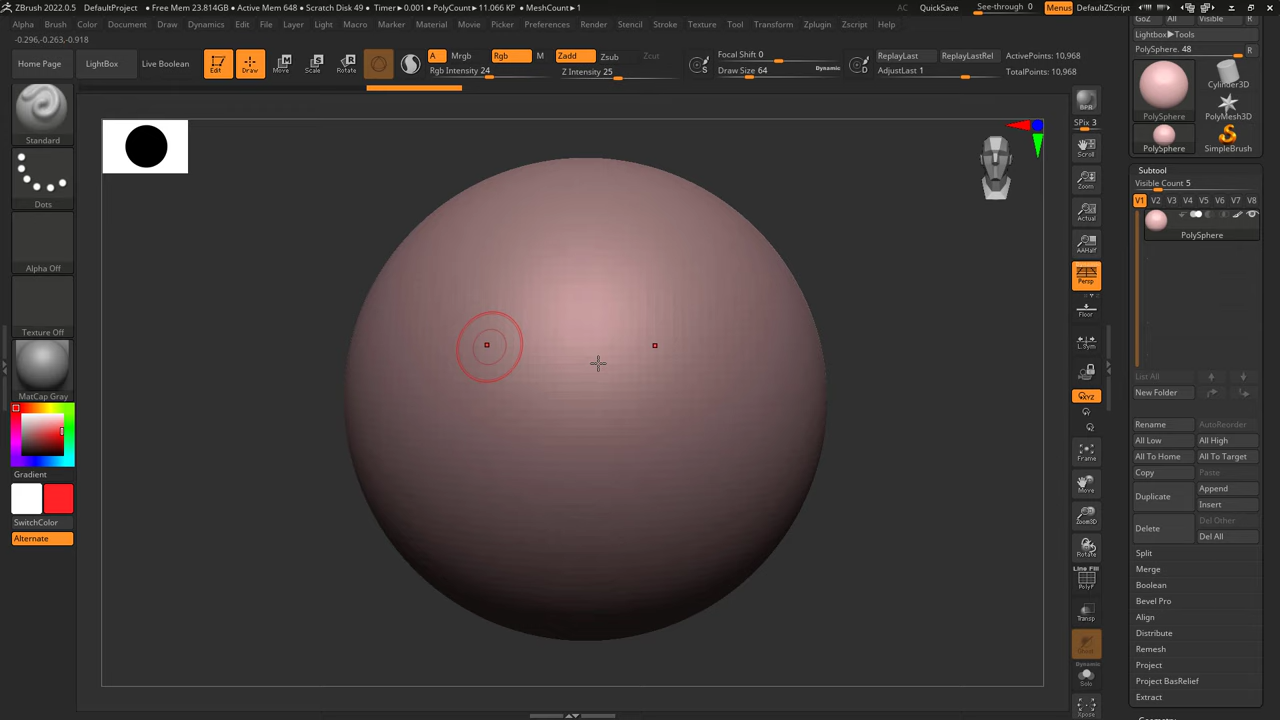 ZBrush 2022.0.5 DefaultProject • Free Mem 23.814GB • Active Mem 648 • Scratch Disk 49 • Timer▶0.001 • PolyCount▶11.066 KP • MeshCount▶1
AC QuickSave See-through 0 Menus DefaultZScript
Alpha Brush Color Document Draw Dynamics Edit File Layer Light Macro Marker Material Movie Picker Preferences Render Stencil Stroke Texture Tool Transform Zplugin Zscript Help
-0.296,-0.263,-0.918
Home Page
LightBox
Live Boolean
Edit
Draw
Move
Scale
Rotate
A Mrgb Rgb M Zadd Zsub Zcut
Rgb Intensity 24
Z Intensity 25
S
Focal Shift 0
Draw Size 64
Dynamic
D
ReplayLast ReplayLastRel
AdjustLast 1
ActivePoints: 10,968
TotalPoints: 10,968
Standard
Dots
Alpha Off
Texture Off
MatCap Gray
Gradient
SwitchColor
Alternate
BPR
SPix 3
Scroll
Zoom
Actual
AAHalf
Persp
Floor
L.Sym
XYZ
Frame
Move
Zoom3D
Rotate
Line Fill
PolyF
Transp
Ghost
Dynamic
Solo
Xpose
GoZ All Visible R
Lightbox▶Tools
PolySphere. 48 R
PolySphere
Cylinder3D
PolyMesh3D
PolySphere
SimpleBrush
Subtool
Visible Count 5
V1 V2 V3 V4 V5 V6 V7 V8
PolySphere
List All
New Folder
Rename AutoReorder
All Low All High
All To Home All To Target
Copy Paste
Duplicate
Append
Insert
Delete
Del Other
Del All
Split
Merge
Boolean
Bevel Pro
Align
Distribute
Remesh
Project
Project BasRelief
Extract